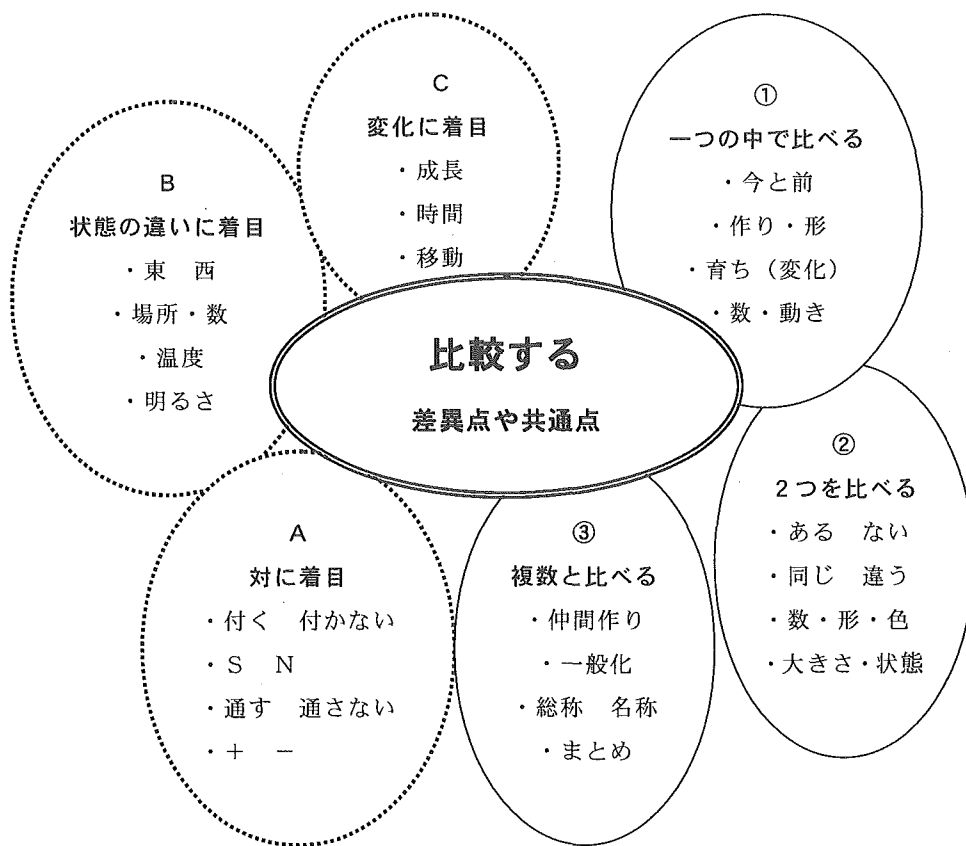 C
変化に着目
・成長
・時間
・移動
①
一つの中で比べる
・今と前
・作り・形
・育ち（変化）
・数・動き
B
状態の違いに着目
・東　西
・場所・数
・温度
・明るさ
比較する
差異点や共通点
②
２つを比べる
・ある　ない
・同じ　違う
・数・形・色
・大きさ・状態
A
対に着目
・付く　付かない
・S　N
・通す　通さない
・＋　－
③
複数と比べる
・仲間作り
・一般化
・総称　名称
・まとめ